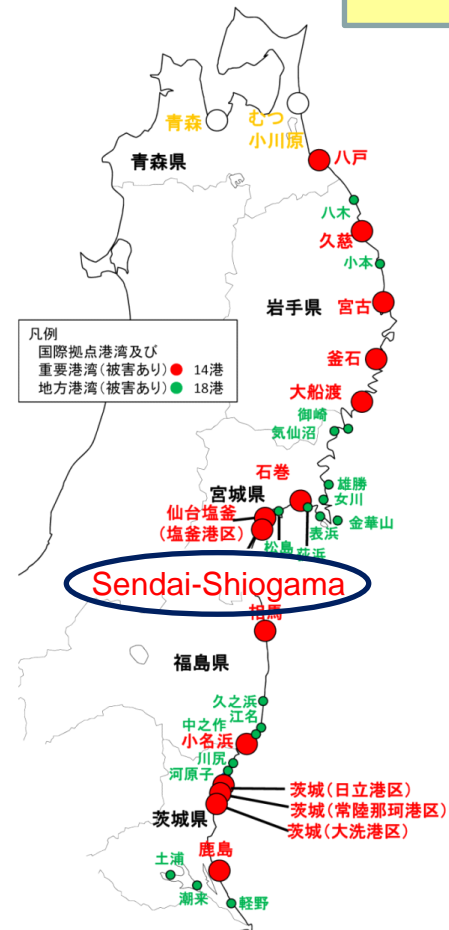 青森
むつ
小川原
青森県
八戸
八木
久慈
小本
岩手県
宮古
凡例
国際拠点港湾及び
重要港湾(被害あり) 14港
地方港湾(被害あり) 18港
釜石
大船渡
御崎
気仙沼
石巻
雄勝
女川
宮城県
仙台塩釜
(塩釜港区)
金華山
表浜
松島
荻浜
Sendai-Shiogama
相馬
福島県
久之浜
江名
中之作
小名浜
川尻
河原子
茨城(日立港区)
茨城(常陸那珂港区)
茨城(大洗港区)
茨城県
鹿島
土浦
潮来
軽野